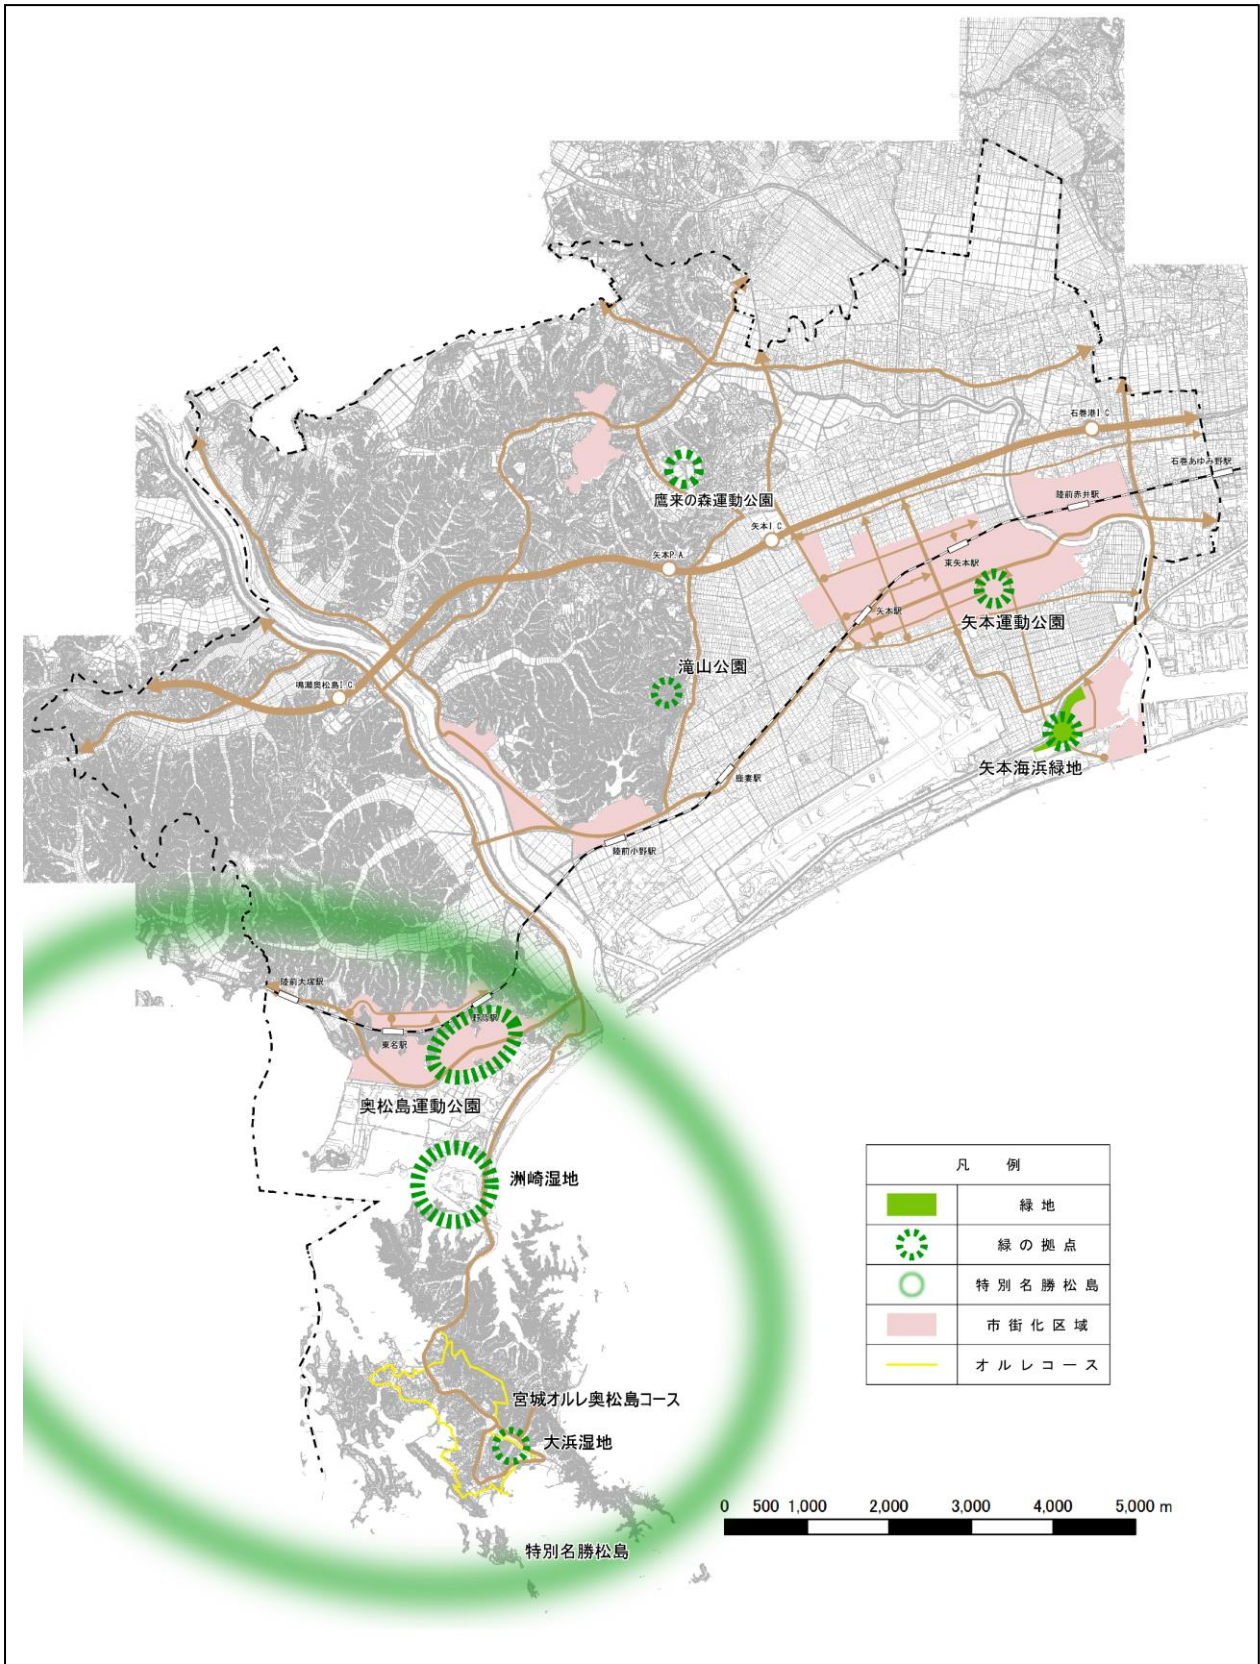 石巻港I.C
石巻あゆみ野駅
鷹来の森運動公園
陸前赤井駅
矢本I.C
東矢本駅
矢本P.A.
矢本駅
矢本運動公園
滝山公園
鳴瀬奥松島I.C
矢本海浜緑地
鹿妻駅
陸前小野駅
陸前大塚駅
野蒜駅
東名駅
奥松島運動公園
洲崎湿地
凡 例
緑 地
緑 の 拠 点
特 別 名 勝 松 島
市 街 化 区 域
オ ル レ コ ー ス
宮城オルレ奥松島コース
大浜湿地
0 500 1,000 2,000 3,000 4,000 5,000 m
特別名勝松島